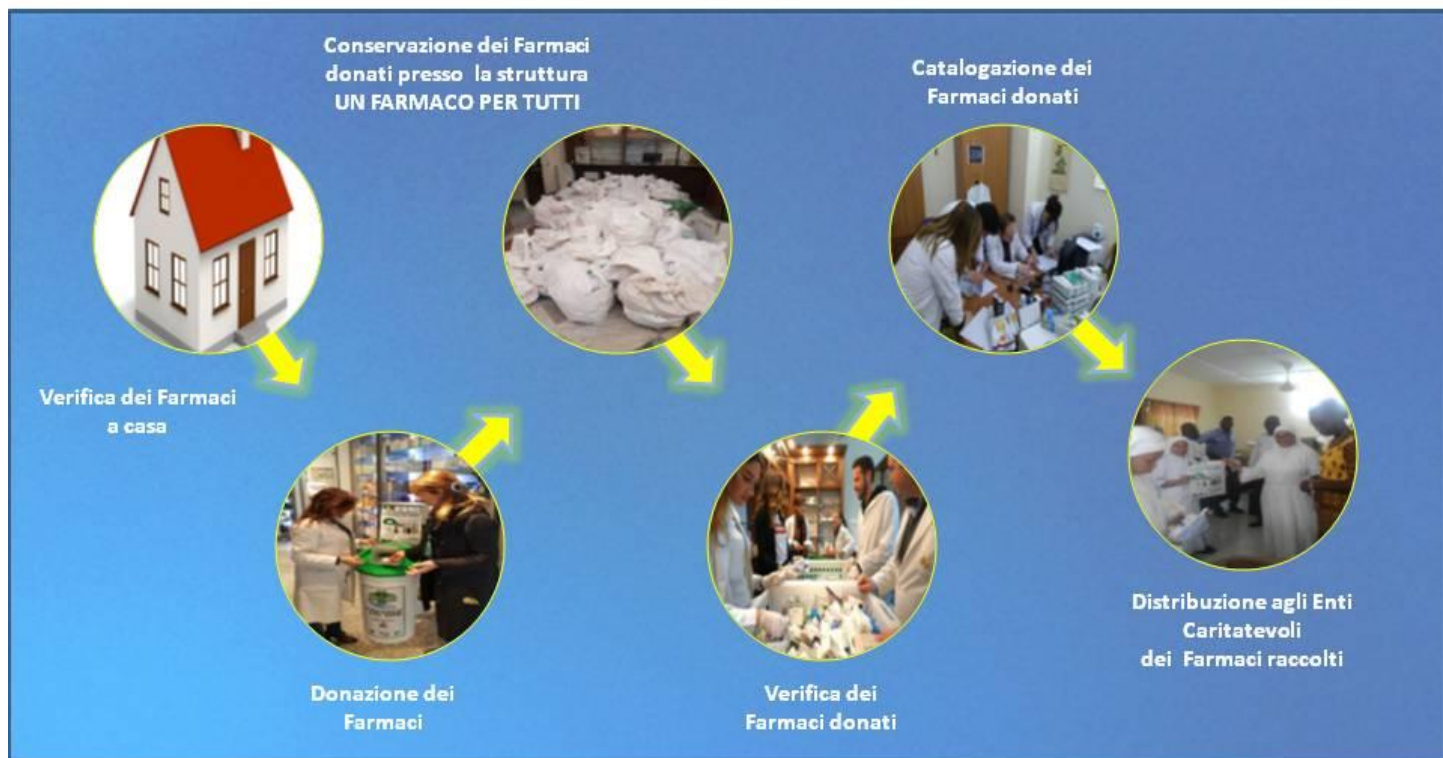 Conservazione dei Farmaci
donati presso la struttura
UN FARMACO PER TUTTI
Catalogazione dei
Farmaci donati
Verifica dei Farmaci
a casa
Donazione dei
Farmaci
Verifica dei
Farmaci donati
Distribuzione agli Enti
Caritatevoli
dei Farmaci raccolti